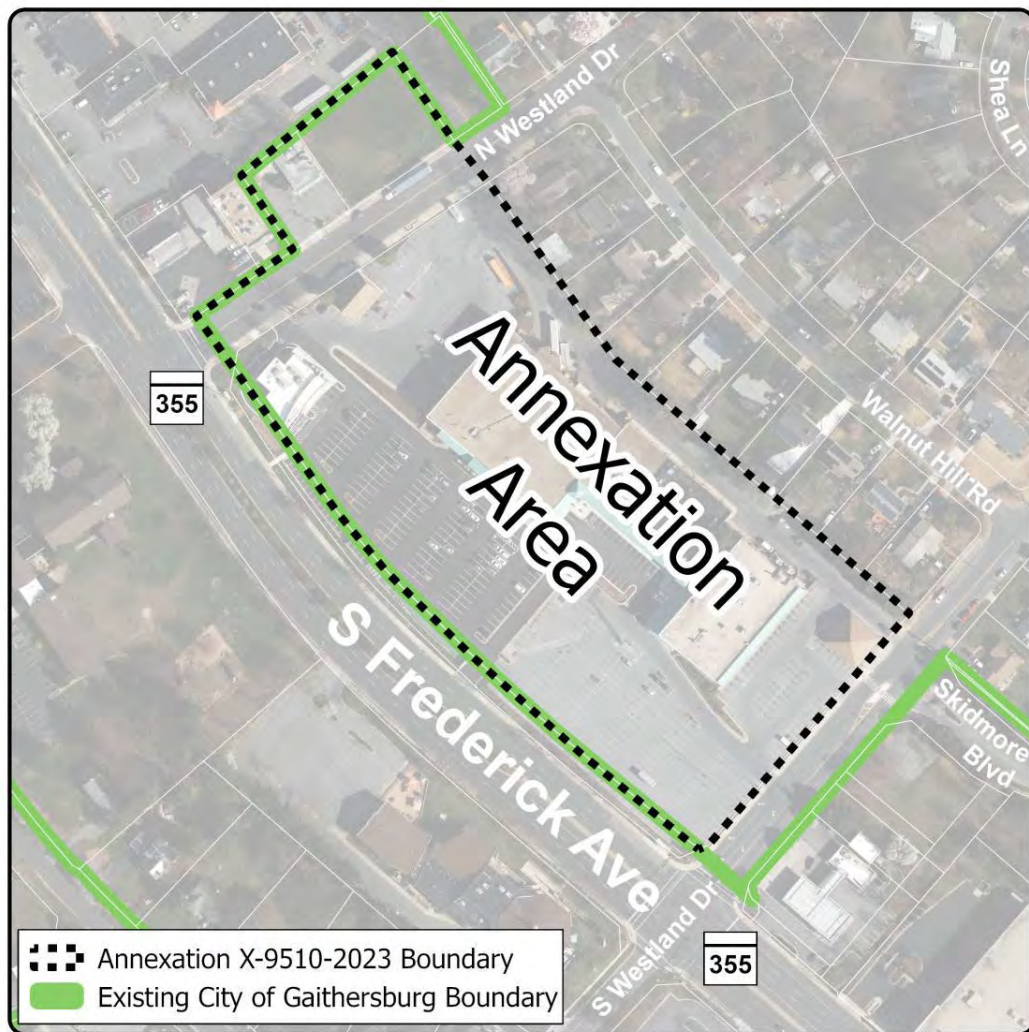 N Westland Dr
Shea Ln
355
Annexation
Area
Walnut Hill Rd
S Frederick Ave
Skidmore
Blvd
S Westland Dr
355
Annexation X-9510-2023 Boundary
Existing City of Gaithersburg Boundary